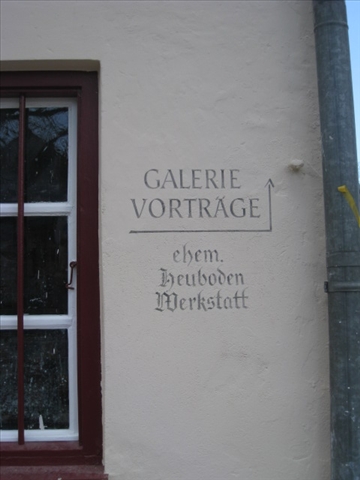 GALERIE
VORTRÄGE
ehem.
Heuboden
Werkstatt